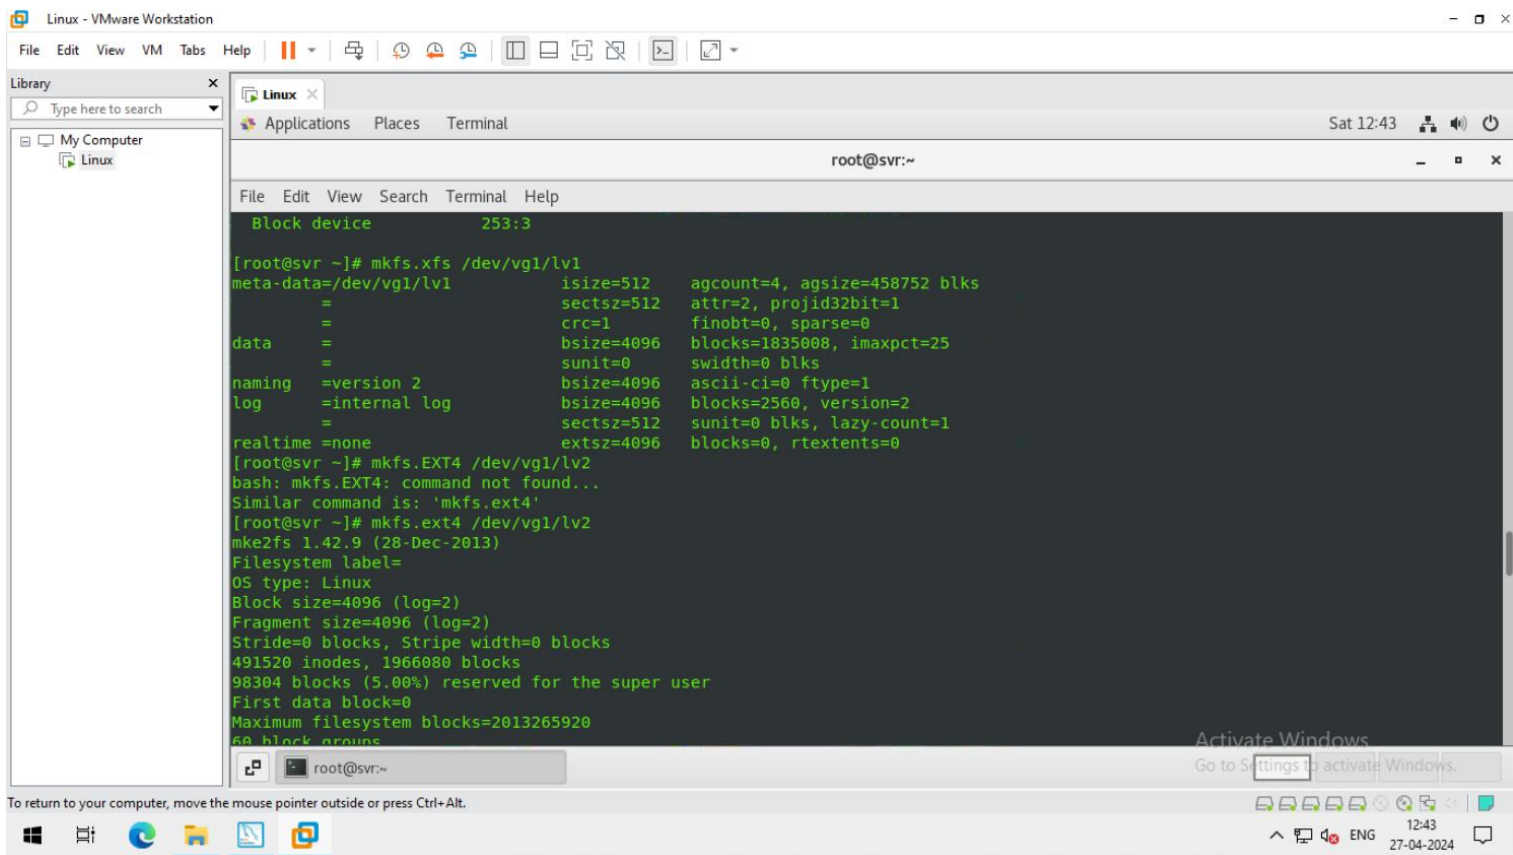 Linux - VMware Workstation
File Edit View VM Tabs Help
Library
Type here to search
My Computer
Linux
Linux
Applications Places Terminal Sat 12:43
root@svr:~
File Edit View Search Terminal Help
Block device 253:3
[root@svr ~]# mkfs.xfs /dev/vg1/lv1
meta-data=/dev/vg1/lv1 isize=512 agcount=4, agsize=458752 blks
= sectsz=512 attr=2, projid32bit=1
= crc=1 finobt=0, sparse=0
data = bsize=4096 blocks=1835008, imaxpct=25
= sunit=0 swidth=0 blks
naming =version 2 bsize=4096 ascii-ci=0 ftype=1
log =internal log bsize=4096 blocks=2560, version=2
= sectsz=512 sunit=0 blks, lazy-count=1
realtime =none extsz=4096 blocks=0, rtextents=0
[root@svr ~]# mkfs.EXT4 /dev/vg1/lv2
bash: mkfs.EXT4: command not found...
Similar command is: 'mkfs.ext4'
[root@svr ~]# mkfs.ext4 /dev/vg1/lv2
mke2fs 1.42.9 (28-Dec-2013)
Filesystem label=
OS type: Linux
Block size=4096 (log=2)
Fragment size=4096 (log=2)
Stride=0 blocks, Stripe width=0 blocks
491520 inodes, 1966080 blocks
98304 blocks (5.00%) reserved for the super user
First data block=0
Maximum filesystem blocks=2013265920
60 block groups
Activate Windows
Go to Settings to activate Windows.
root@svr:~
To return to your computer, move the mouse pointer outside or press Ctrl+Alt.
ENG
12:43
27-04-2024